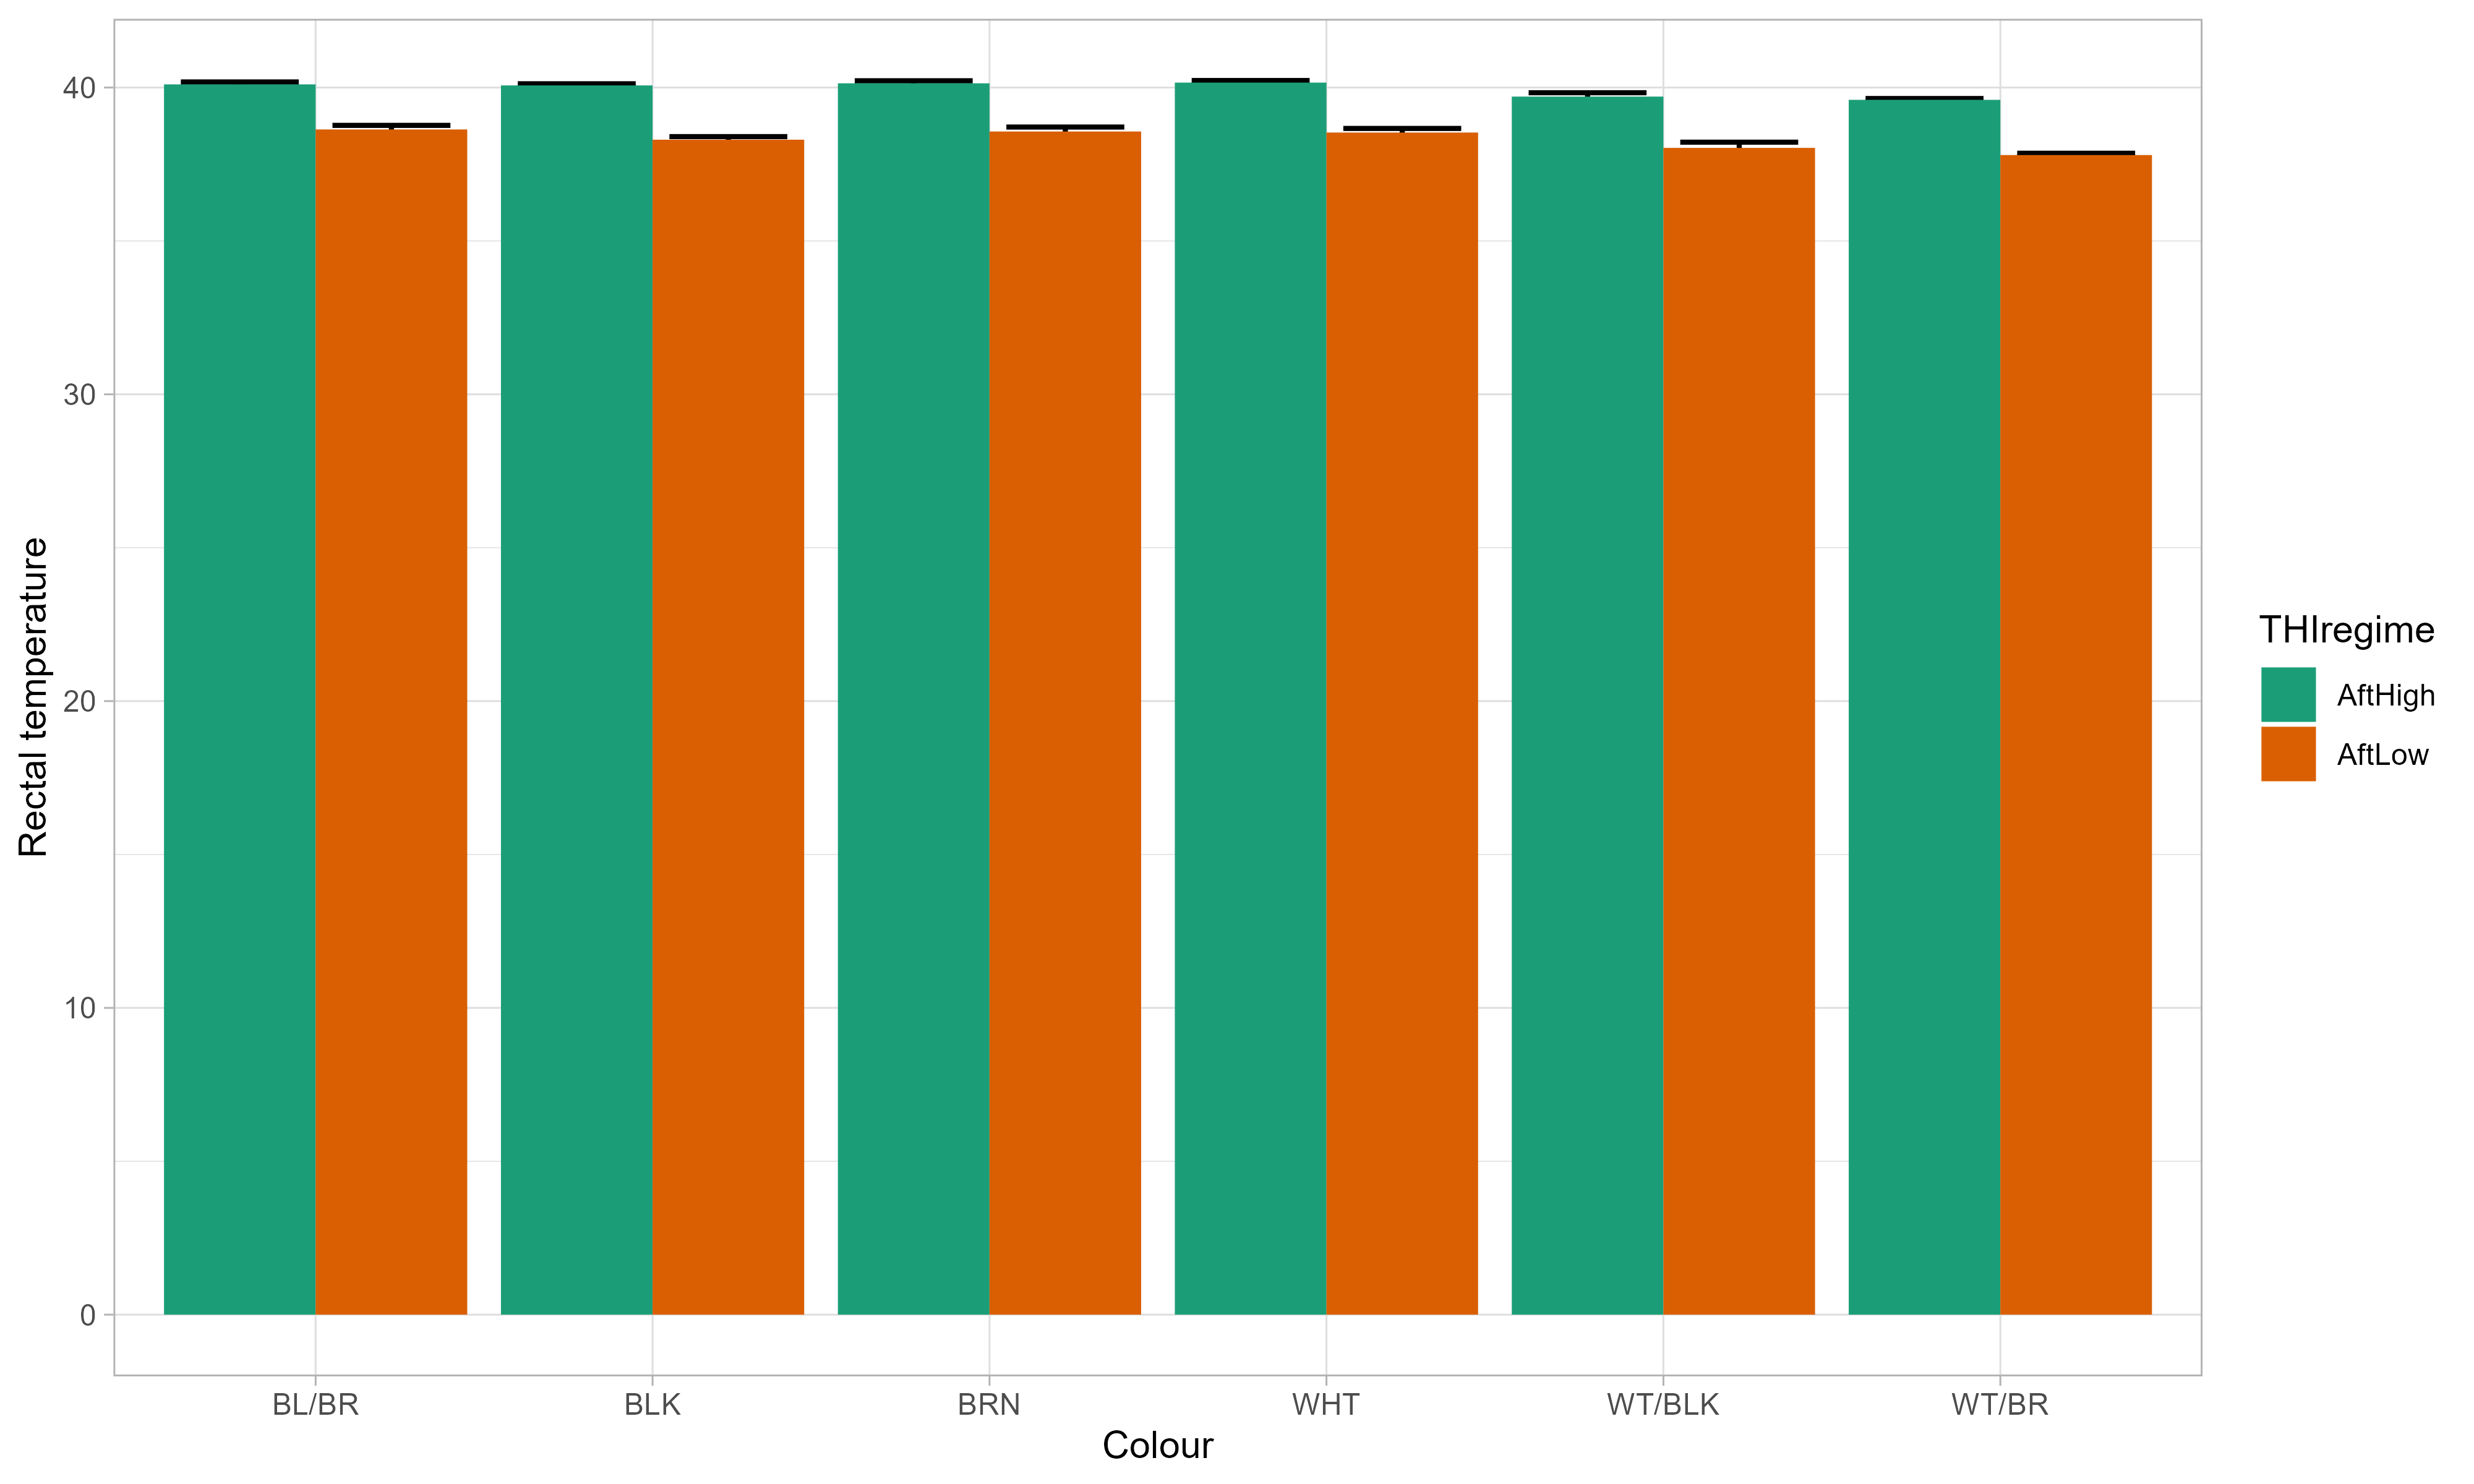 40
30
20
10
0
Rectal temperature
BL/BR
BLK
BRN
WHT
WT/BLK
WT/BR
Colour
THIregime
AftHigh
AftLow